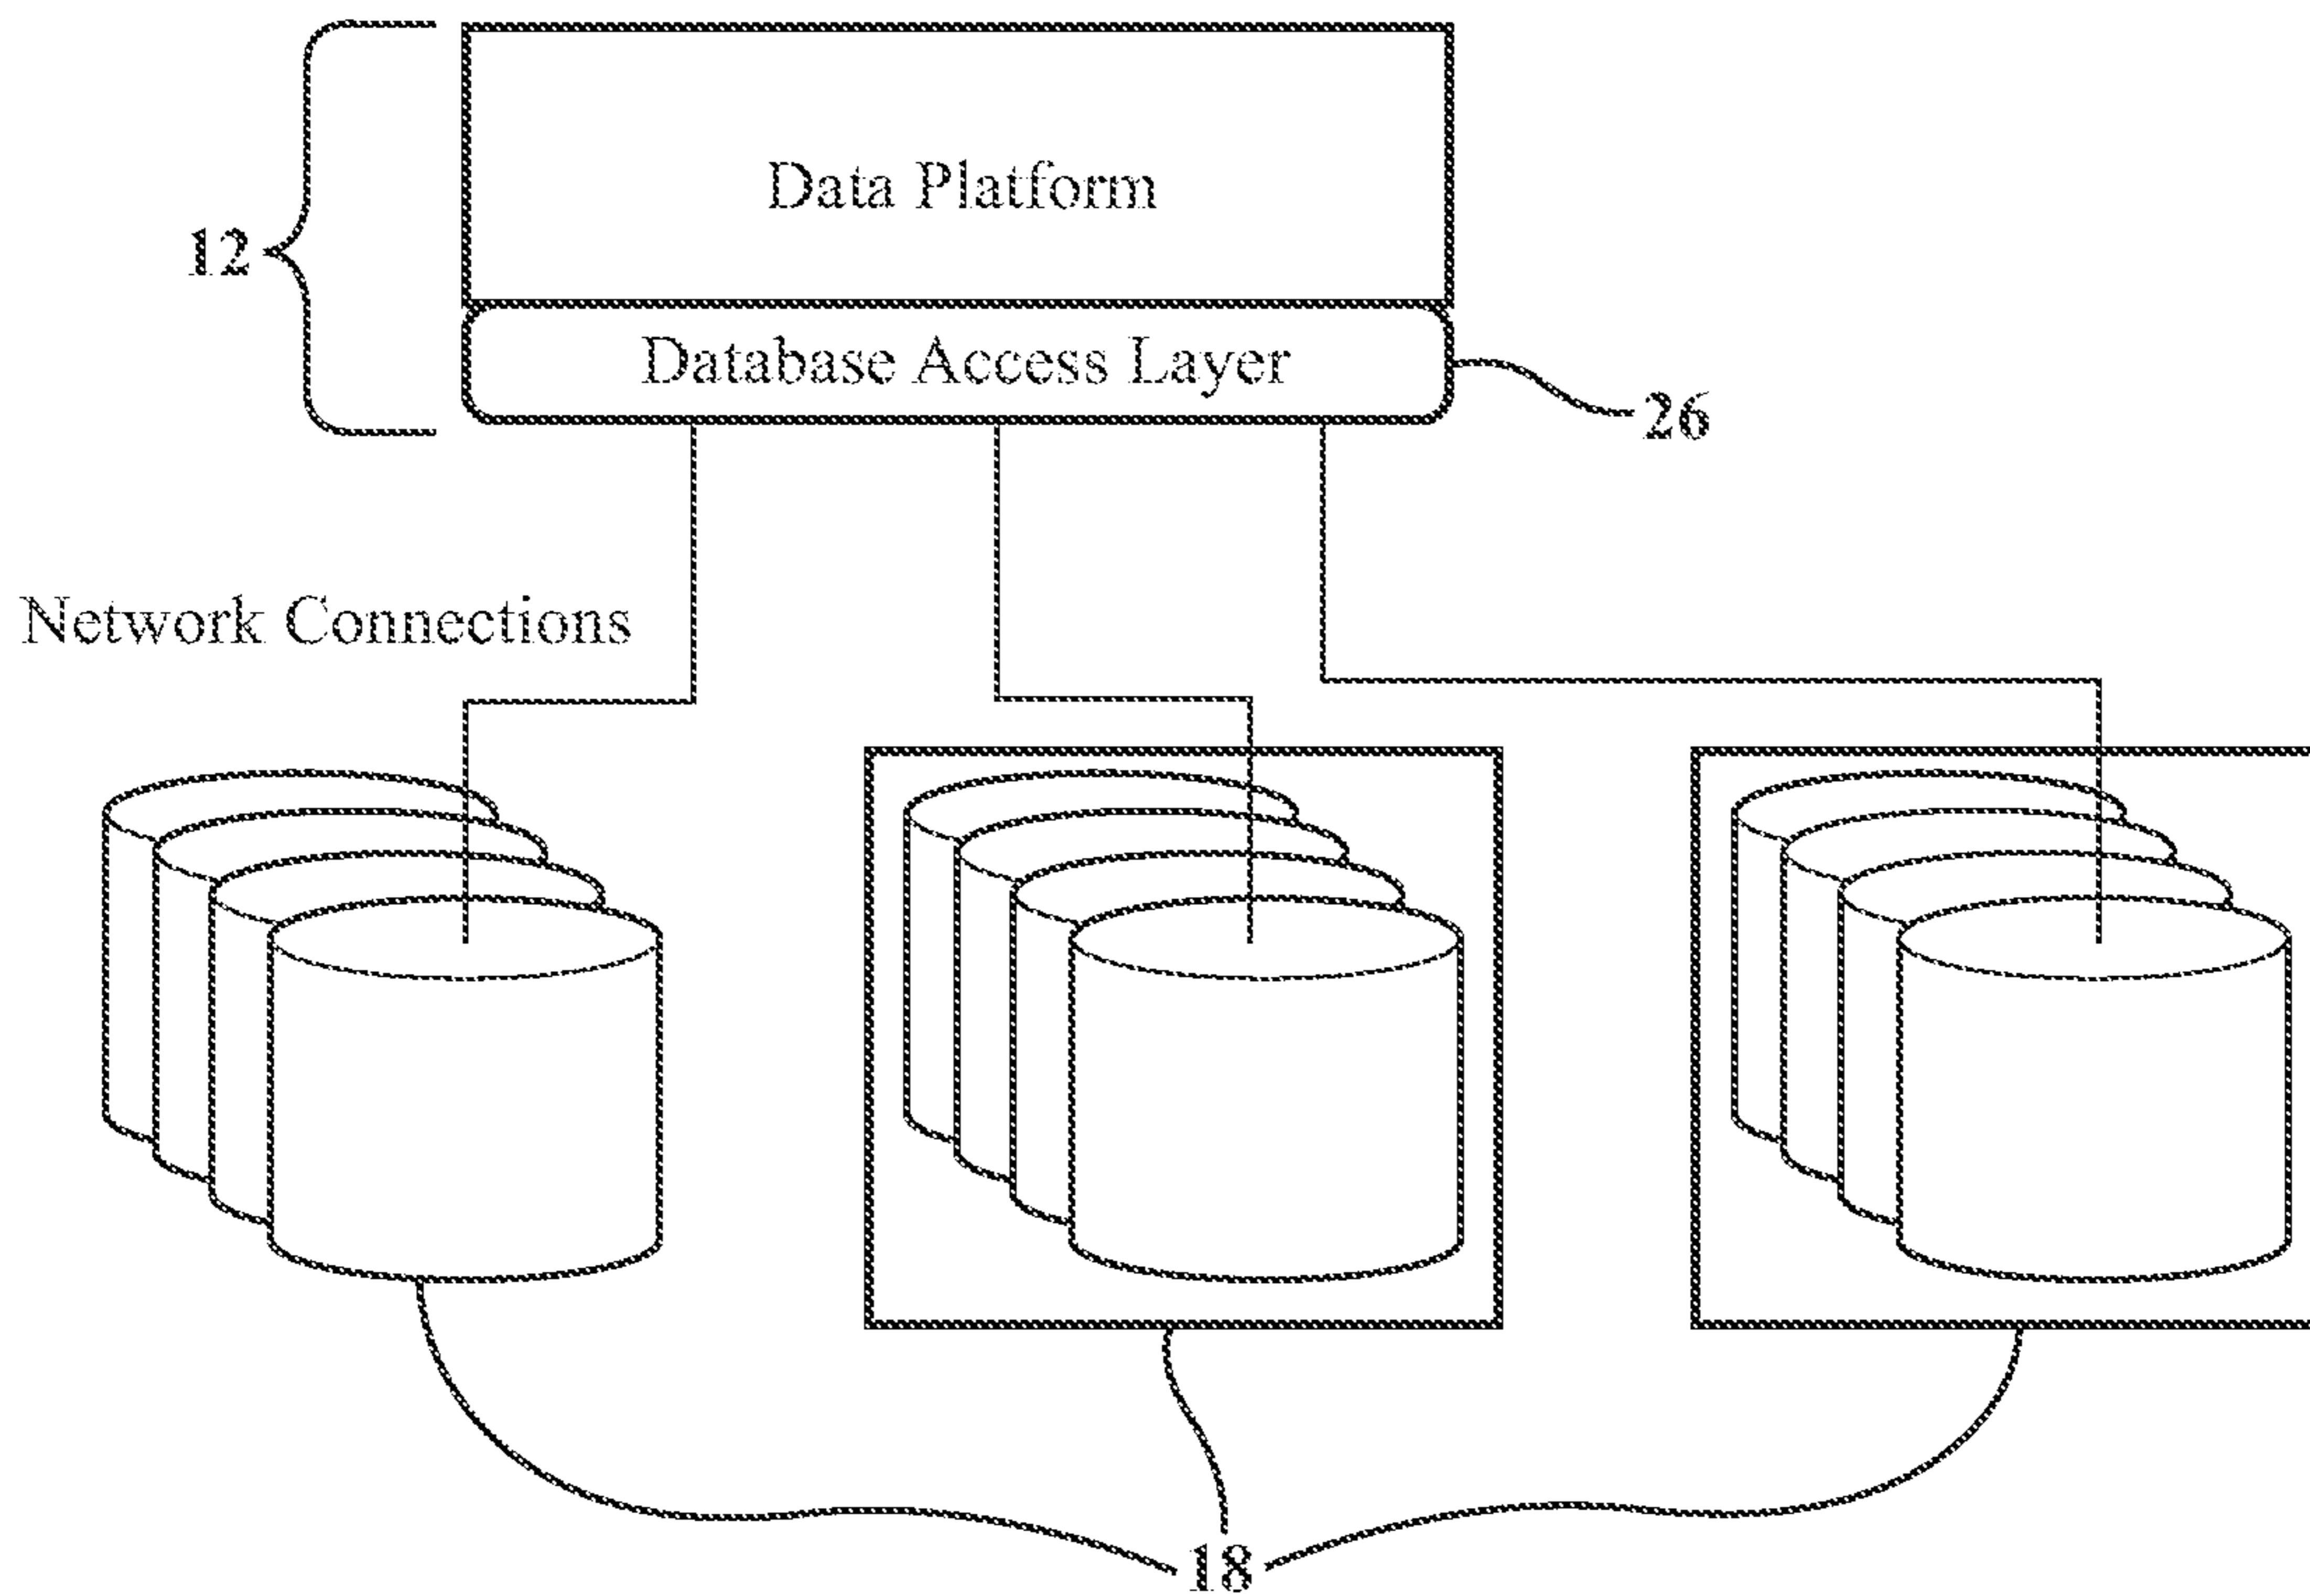 Data Platform
12
Database Access Layer
26
Network Connections
18